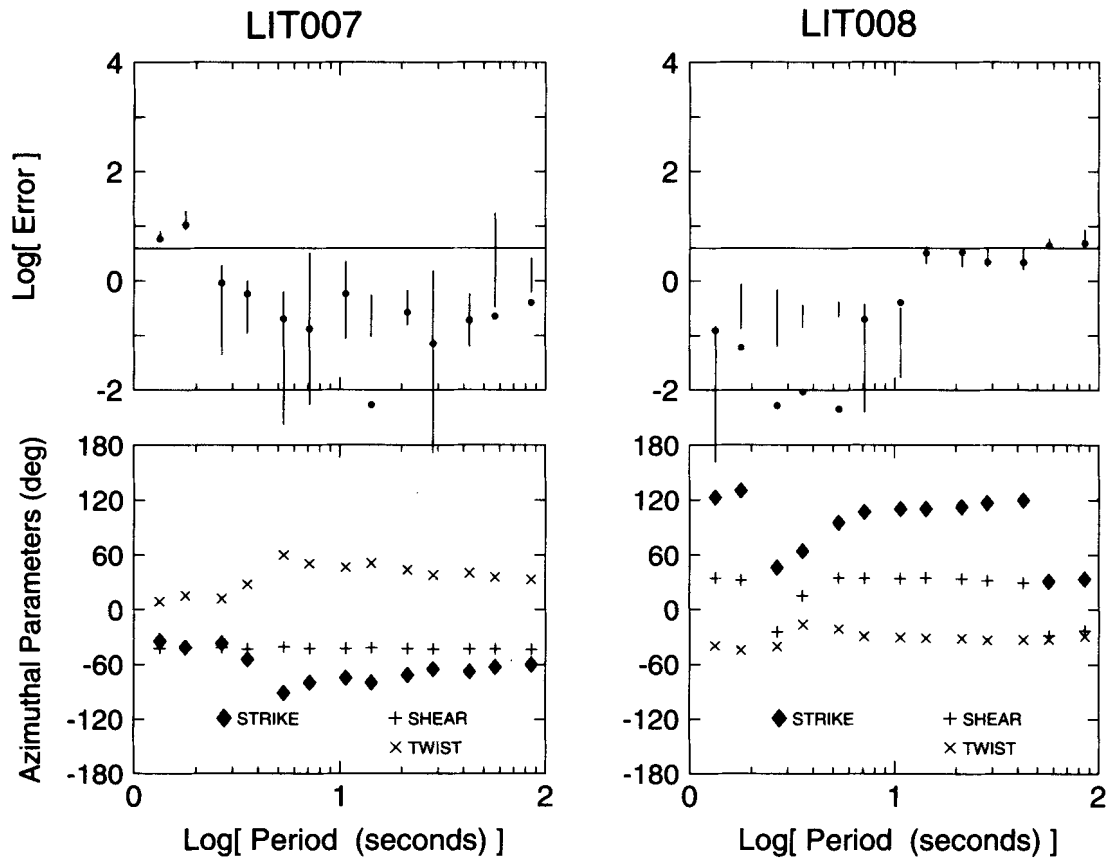 LIT007
LIT008
Log[ Error ]
4
2
0
-2
4
2
0
-2
Azimuthal Parameters (deg)
180
120
60
0
-60
-120
-180
STRIKE
SHEAR
TWIST
0
1
2
Log[ Period (seconds) ]
180
120
60
0
-60
-120
-180
STRIKE
SHEAR
TWIST
0
1
2
Log[ Period (seconds) ]